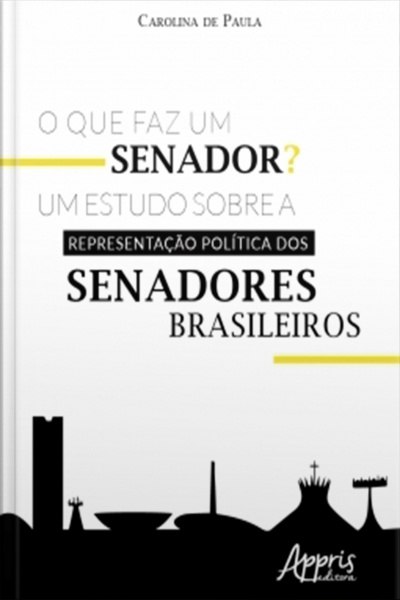 CAROLINA DE PAULA
O QUE FAZ UM
SENADOR?
UM ESTUDO SOBRE A
REPRESENTAÇÃO POLÍTICA DOS
SENADORES
BRASILEIROS
Appris
editora